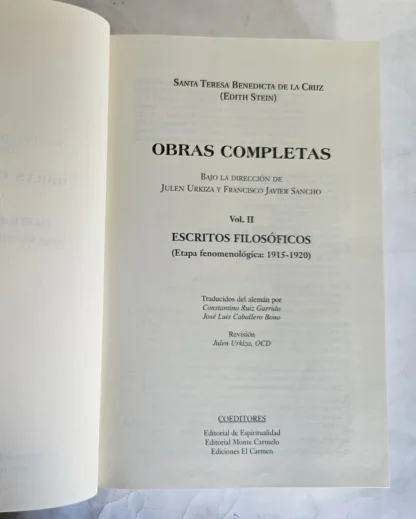 SANTA TERESA BENEDICTA DE LA CRUZ
(EDITH STEIN)
OBRAS COMPLETAS
BAJO LA DIRECCIÓN DE
JULEN URKIZA Y FRANCISCO JAVIER SANCHO
Vol. II
ESCRITOS FILOSÓFICOS
(Etapa fenomenológica: 1915-1920)
Traducidos del alemán por
Constantino Ruiz Garrido
José Luis Caballero Bono
Revisión
Julen Urkiza, OCD
COEDITORES
Editorial de Espiritualidad
Editorial Monte Carmelo
Ediciones El Carmen